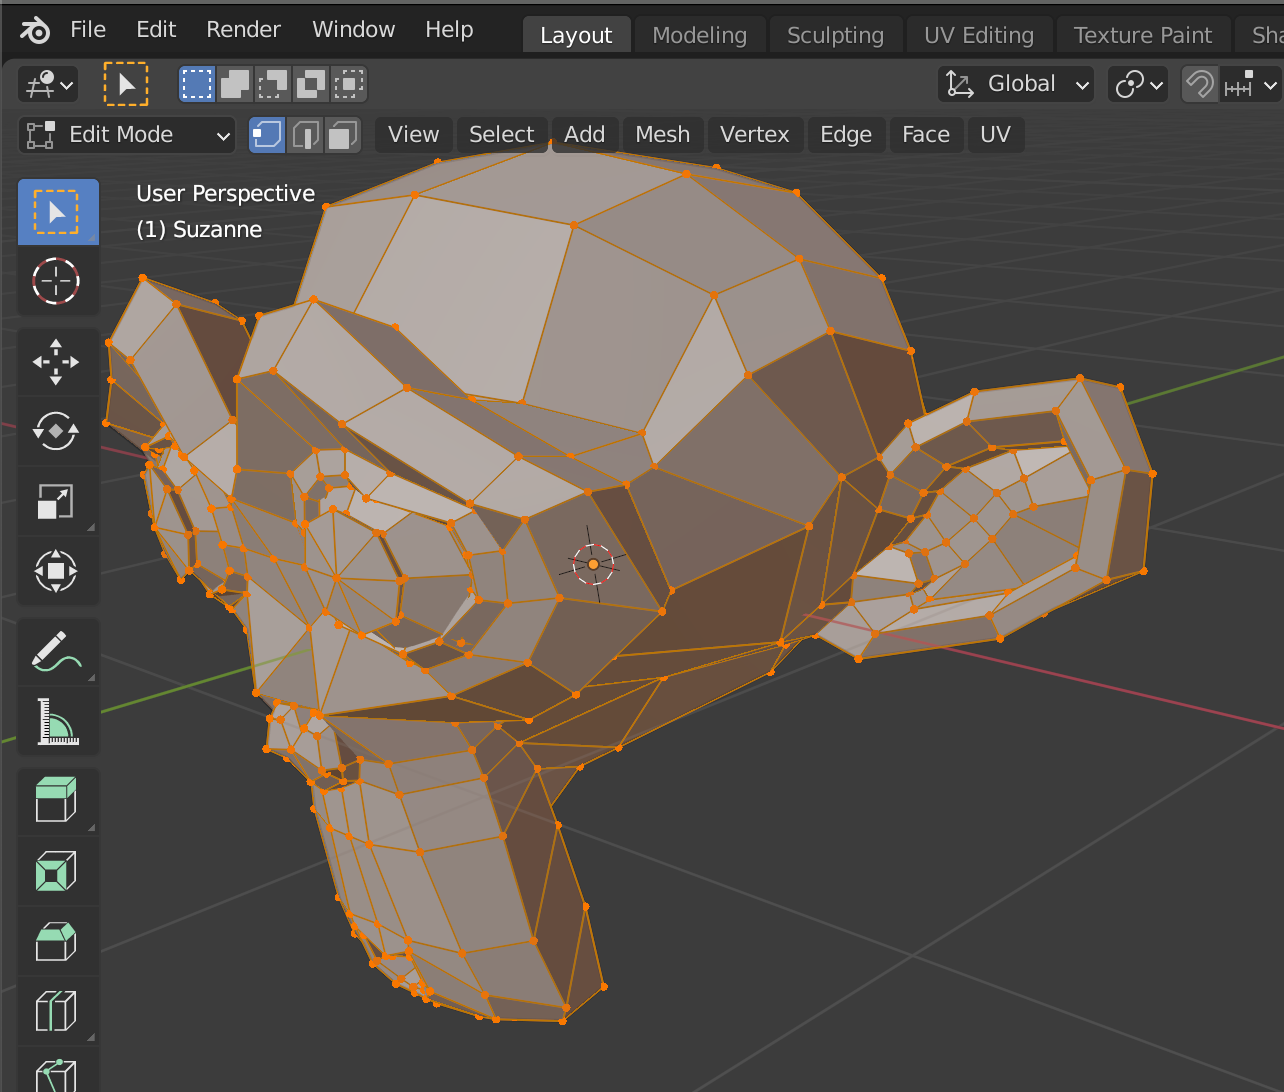 File Edit Render Window Help Layout Modeling Sculpting UV Editing Texture Paint Sha
Global
Edit Mode View Select Add Mesh Vertex Edge Face UV
User Perspective
(1) Suzanne